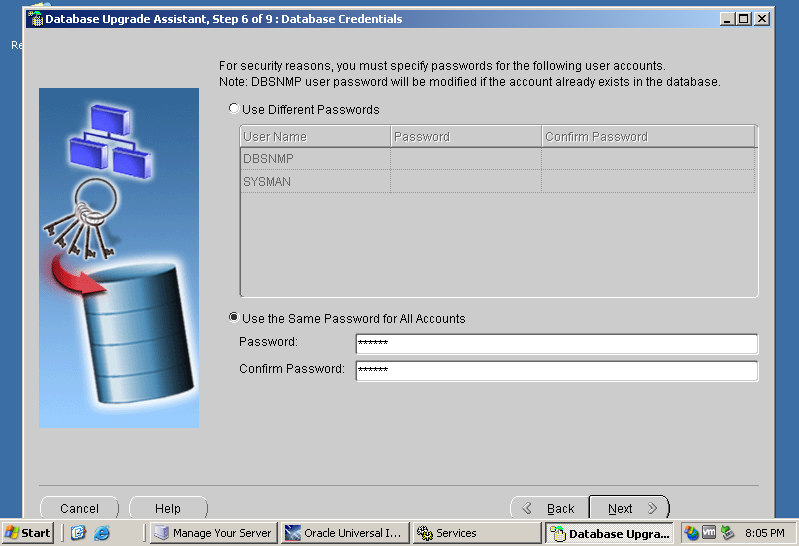 Database Upgrade Assistant, Step 6 of 9 : Database Credentials
Re
For security reasons, you must specify passwords for the following user accounts.
Note: DBSNMP user password will be modified if the account already exists in the database.
Use Different Passwords
User Name Password Confirm Password
DBSNMP
SYSMAN
Use the Same Password for All Accounts
Password: ******
Confirm Password: ******
Cancel Help Back Next
Start Manage Your Server Oracle Universal I... Services Database Upgra... vm 8:05 PM